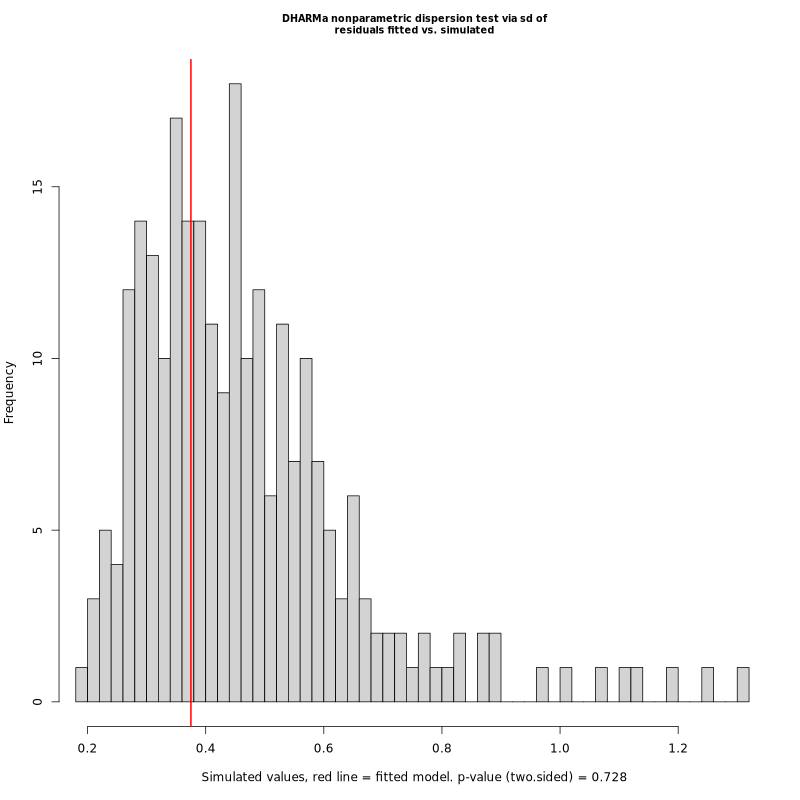 DHARMa nonparametric dispersion test via sd of
residuals fitted vs. simulated
Frequency
15
10
5
0
0.2 0.4 0.6 0.8 1.0 1.2
Simulated values, red line = fitted model. p-value (two.sided) = 0.728